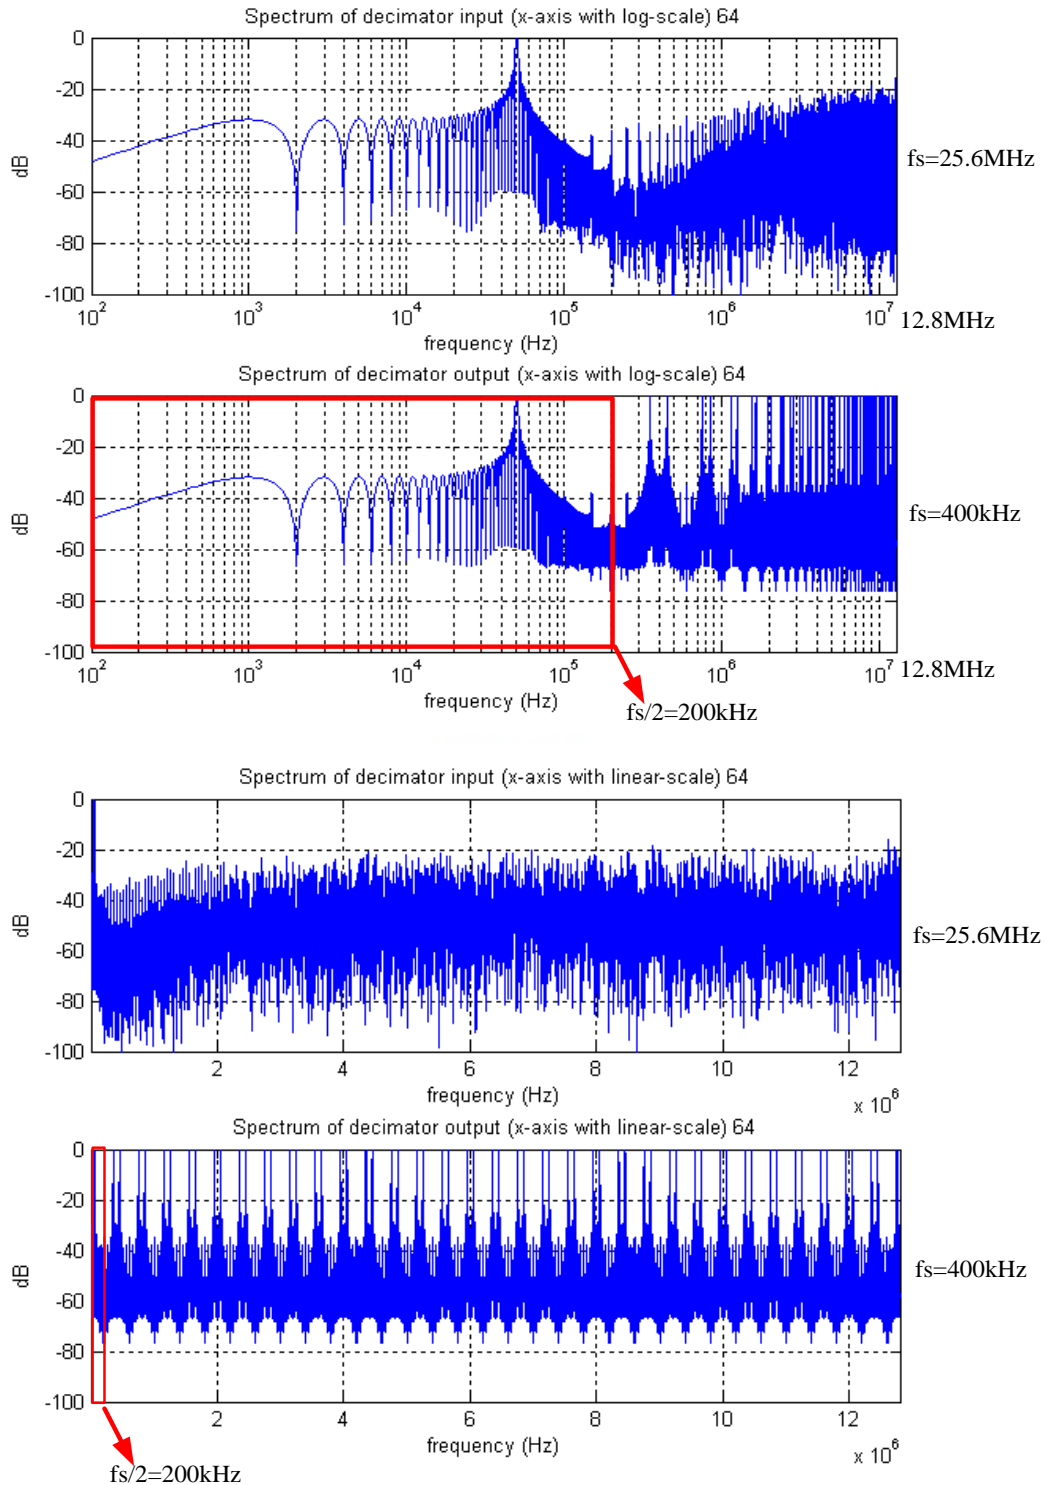 Spectrum of decimator input (x-axis with log-scale) 64
0
-20
-40
-60
-80
-100
dB
fs=25.6MHz
10^2 10^3 10^4 10^5 10^6 10^7 12.8MHz
frequency (Hz)
Spectrum of decimator output (x-axis with log-scale) 64
0
-20
-40
-60
-80
-100
dB
fs=400kHz
10^2 10^3 10^4 10^5 10^6 10^7 12.8MHz
frequency (Hz)
fs/2=200kHz
Spectrum of decimator input (x-axis with linear-scale) 64
0
-20
-40
-60
-80
-100
dB
fs=25.6MHz
2 4 6 8 10 12
frequency (Hz)
x 10^6
Spectrum of decimator output (x-axis with linear-scale) 64
0
-20
-40
-60
-80
-100
dB
fs=400kHz
2 4 6 8 10 12
frequency (Hz)
x 10^6
fs/2=200kHz